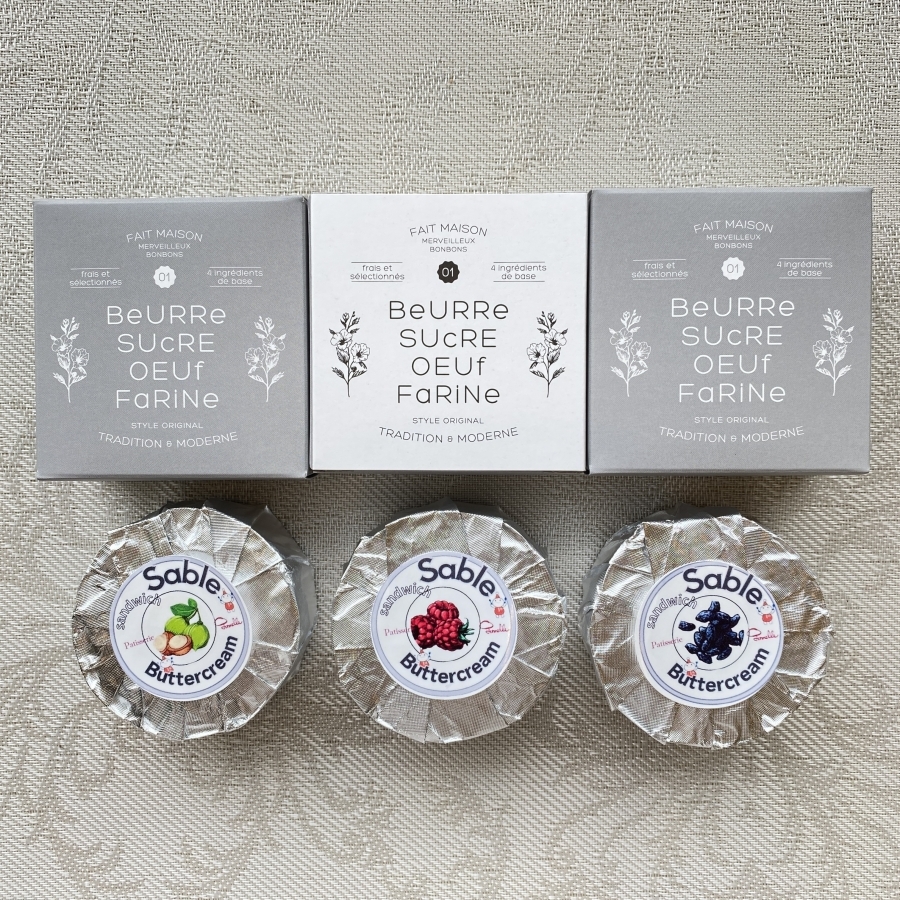 FAIT MAISON
MERVEILLEUX
BONBONS
frais et
sélectionnés
01
4 ingrédients
de base
BeURRe
SUcRE
OEUf
FaRiNe
STYLE ORIGINAL
TRADITION & MODERNE
FAIT MAISON
MERVEILLEUX
BONBONS
frais et
sélectionnés
01
4 ingrédients
de base
BeURRe
SUcRE
OEUf
FaRiNe
STYLE ORIGINAL
TRADITION & MODERNE
FAIT MAISON
MERVEILLEUX
BONBONS
frais et
sélectionnés
01
4 ingrédients
de base
BeURRe
SUcRE
OEUf
FaRiNe
STYLE ORIGINAL
TRADITION & MODERNE
Sable
sandwich
Patisserie
Buttercream
Sable
sandwich
Patisserie
Buttercream
Sable
sandwich
Patisserie
Buttercream